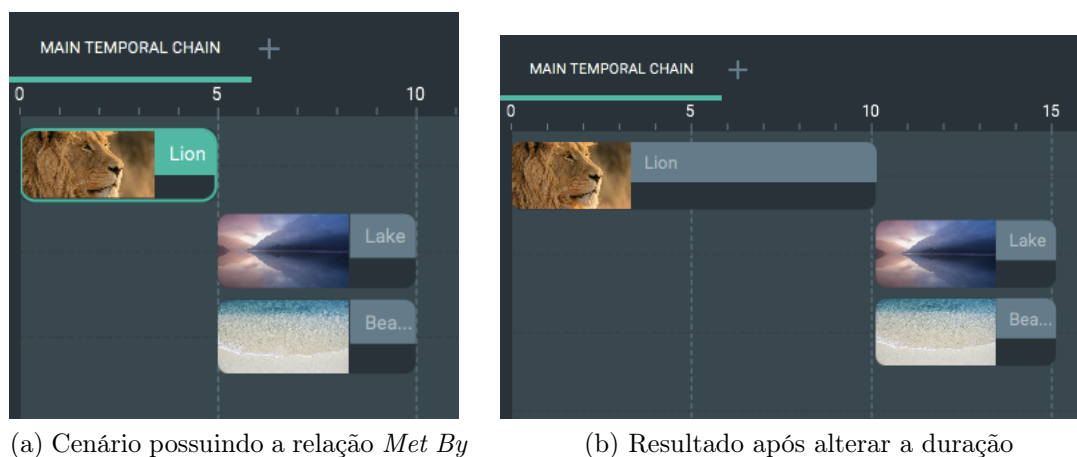 MAIN TEMPORAL CHAIN +
0 5 10
Lion
Lake
Bea...
(a) Cenário possuindo a relação Met By
MAIN TEMPORAL CHAIN +
0 5 10 15
Lion
Lake
Bea...
(b) Resultado após alterar a duração